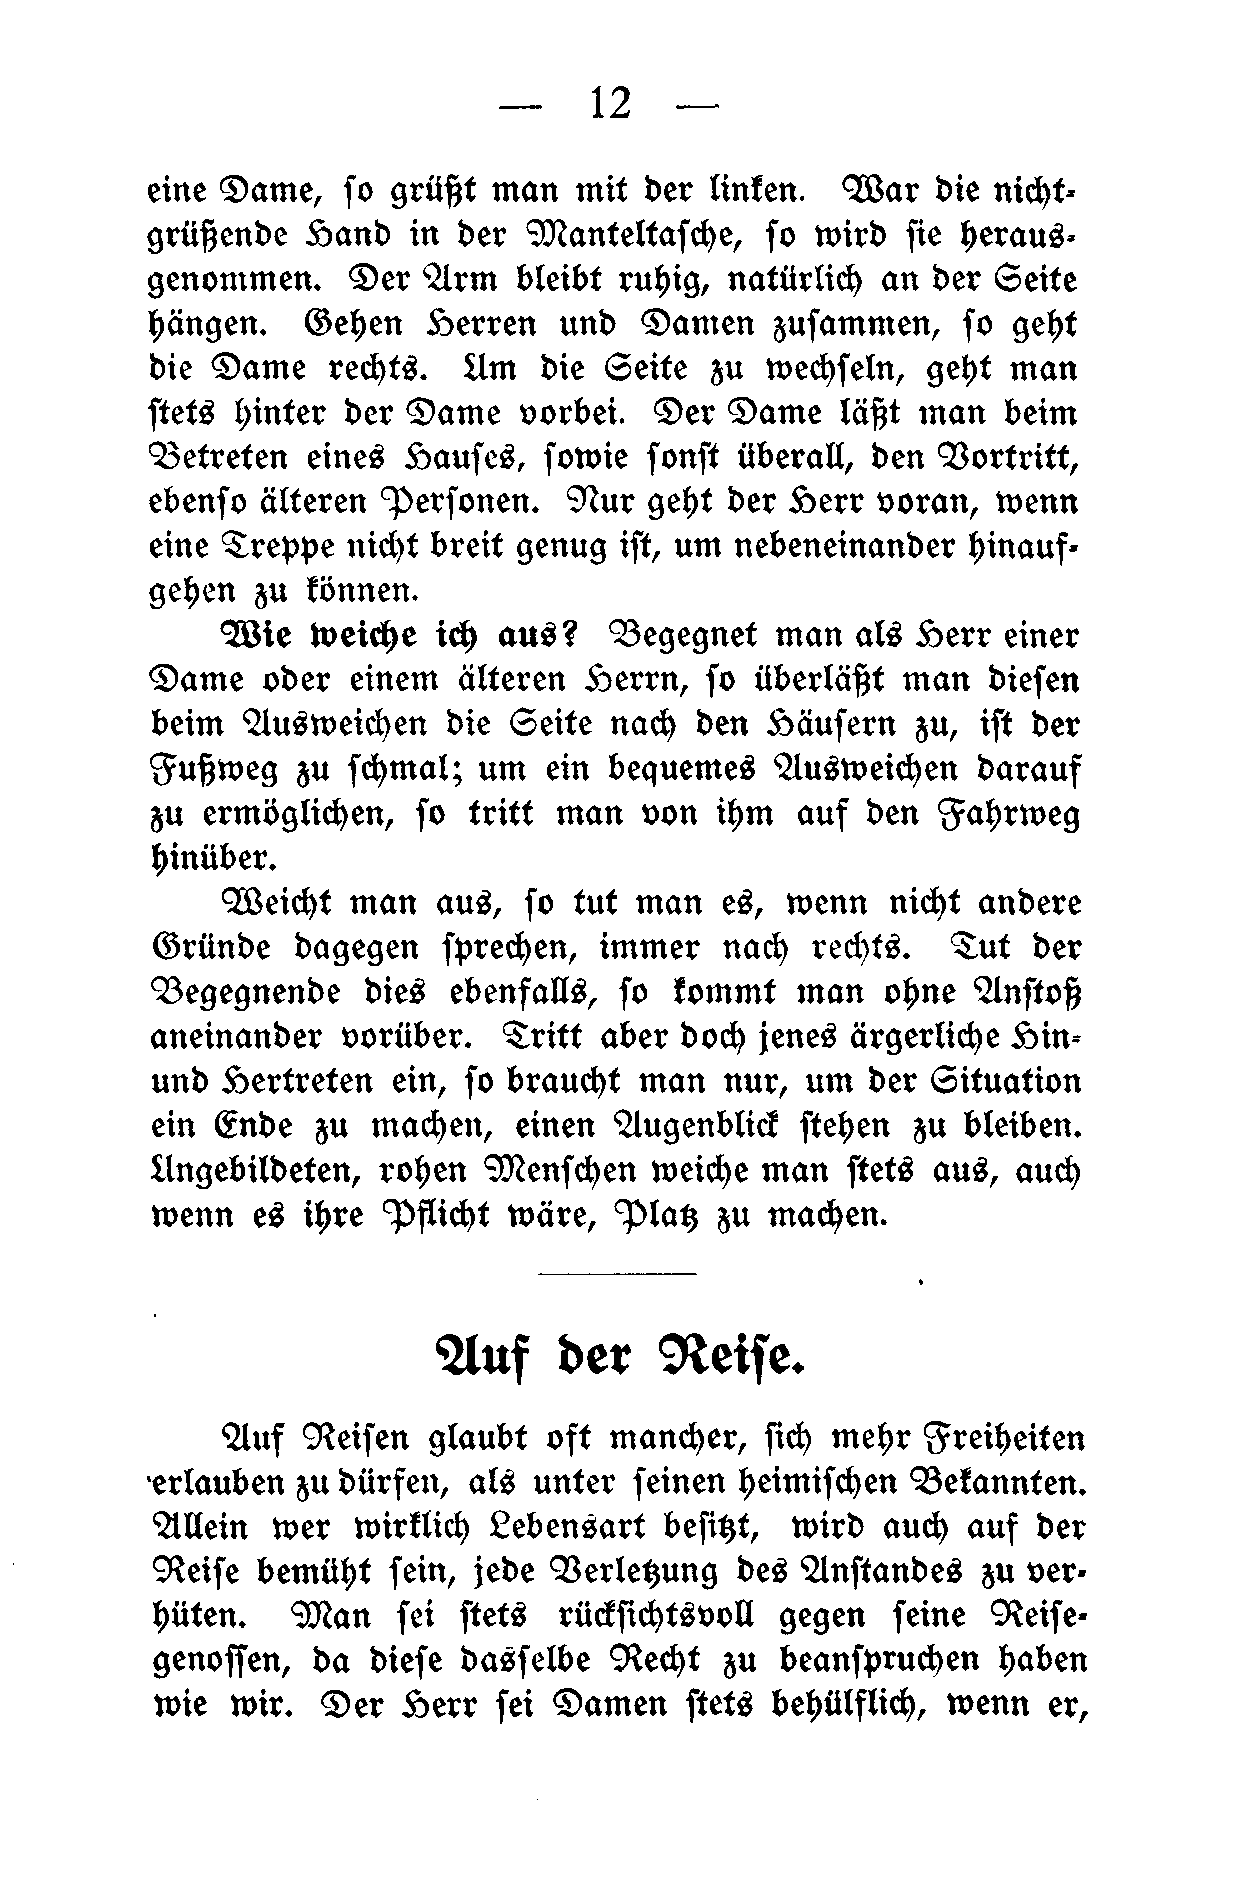 — 12 —
eine Dame, ſo grüßt man mit der linken. War die nicht-
grüßende Hand in der Manteltaſche, ſo wird ſie heraus-
genommen. Der Arm bleibt ruhig, natürlich an der Seite
hängen. Gehen Herren und Damen zuſammen, ſo geht
die Dame rechts. Um die Seite zu wechſeln, geht man
ſtets hinter der Dame vorbei. Der Dame läßt man beim
Betreten eines Hauſes, ſowie ſonſt überall, den Vortritt,
ebenſo älteren Perſonen. Nur geht der Herr voran, wenn
eine Treppe nicht breit genug iſt, um nebeneinander hinauf-
gehen zu können.
Wie weiche ich aus? Begegnet man als Herr einer
Dame oder einem älteren Herrn, ſo überläßt man dieſen
beim Ausweichen die Seite nach den Häuſern zu, iſt der
Fußweg zu ſchmal; um ein bequemes Ausweichen darauf
zu ermöglichen, ſo tritt man von ihm auf den Fahrweg
hinüber.
Weicht man aus, ſo tut man es, wenn nicht andere
Gründe dagegen ſprechen, immer nach rechts. Tut der
Begegnende dies ebenfalls, ſo kommt man ohne Anſtoß
aneinander vorüber. Tritt aber doch jenes ärgerliche Hin-
und Hertreten ein, ſo braucht man nur, um der Situation
ein Ende zu machen, einen Augenblick ſtehen zu bleiben.
Ungebildeten, rohen Menſchen weiche man ſtets aus, auch
wenn es ihre Pflicht wäre, Platz zu machen.
Auf der Reiſe.
Auf Reiſen glaubt oft mancher, ſich mehr Freiheiten
erlauben zu dürfen, als unter ſeinen heimiſchen Bekannten.
Allein wer wirklich Lebensart beſitzt, wird auch auf der
Reiſe bemüht ſein, jede Verletzung des Anſtandes zu ver-
hüten. Man ſei ſtets rückſichtsvoll gegen ſeine Reiſe-
genoſſen, da dieſe dasſelbe Recht zu beanſpruchen haben
wie wir. Der Herr ſei Damen ſtets behülflich, wenn er,